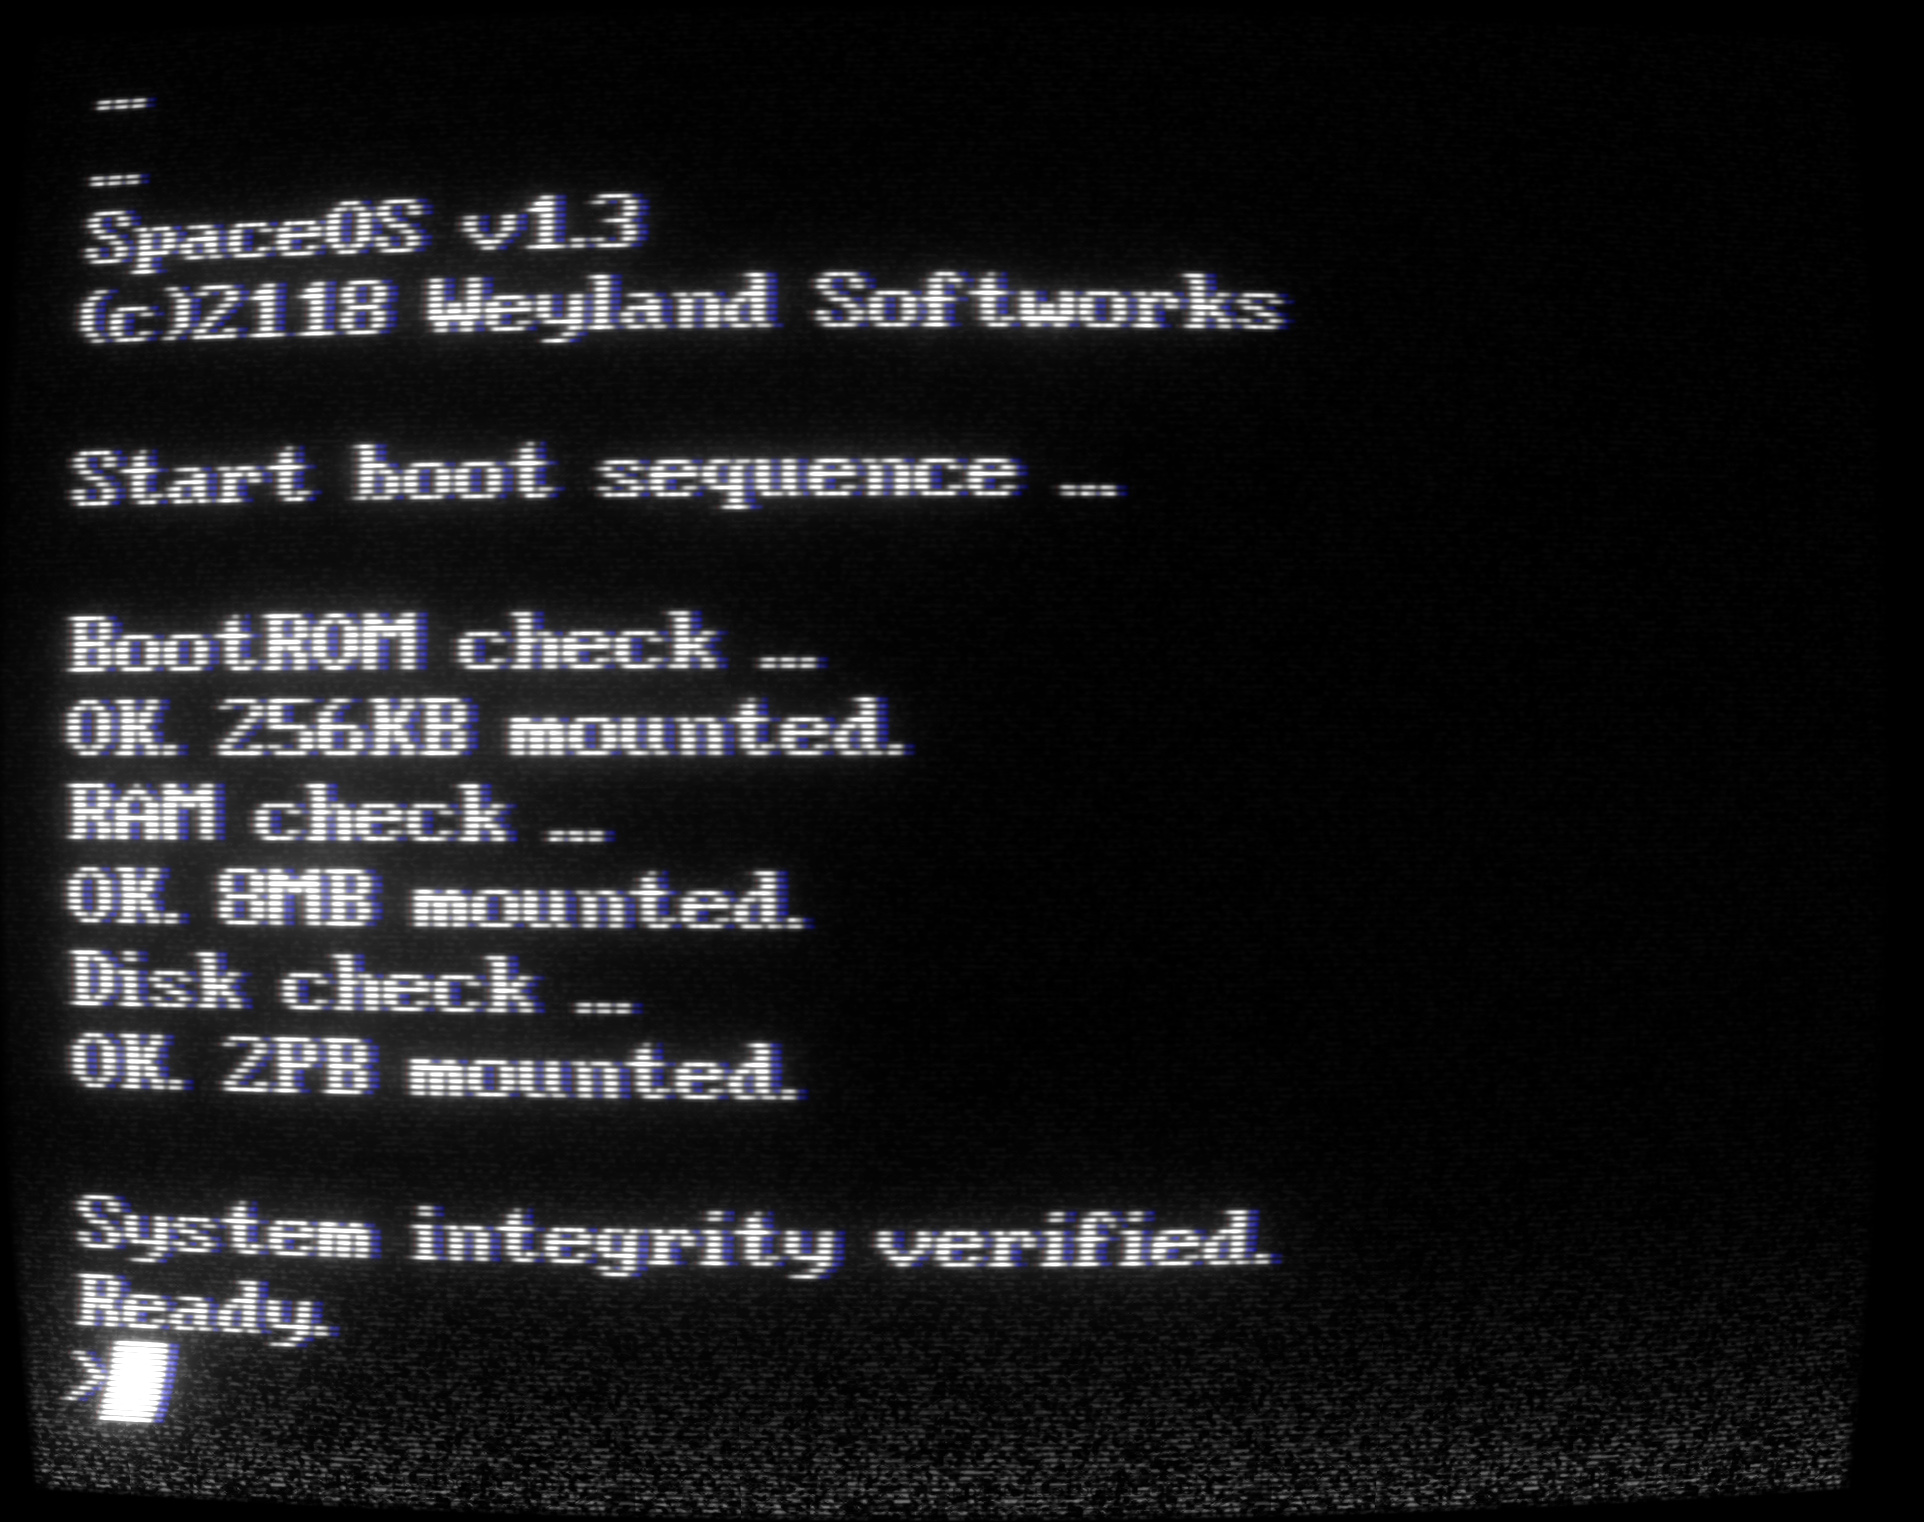 ...
...
SpaceOS v1.3
(c)2118 Weyland Softworks
Start boot sequence ...
BootROM check ...
OK. 256KB mounted.
RAM check ...
OK. 8MB mounted.
Disk check ...
OK. 2PB mounted.
System integrity verified.
Ready.
>